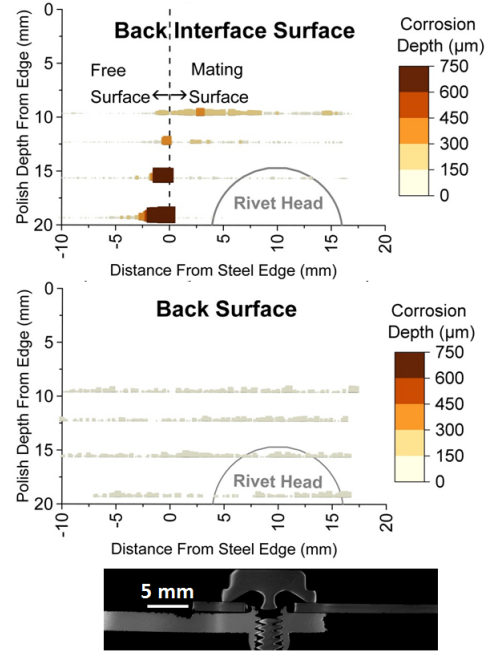 Back Interface Surface
Corrosion
Depth (µm)
Free
Surface
Mating
Surface
Rivet Head
0
5
10
15
20
Polish Depth From Edge (mm)
-10
-5
0
5
10
15
20
Distance From Steel Edge (mm)
750
600
450
300
150
0
Back Surface
Corrosion
Depth (µm)
Rivet Head
0
5
10
15
20
Polish Depth From Edge (mm)
-10
-5
0
5
10
15
20
Distance From Steel Edge (mm)
750
600
450
300
150
0
5 mm